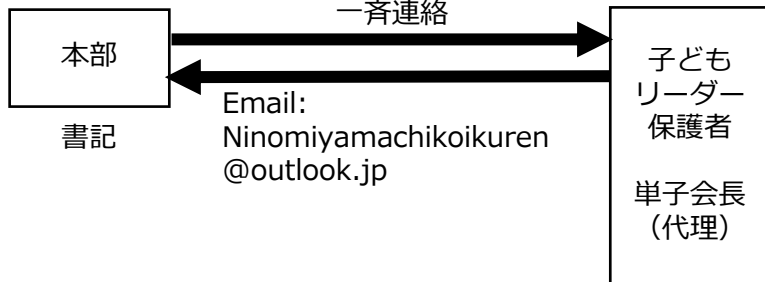 一斉連絡
本部
書記
Email:
Ninomiyamachikoikuren
@outlook.jp
子ども
リーダー
保護者
単子会長
（代理）